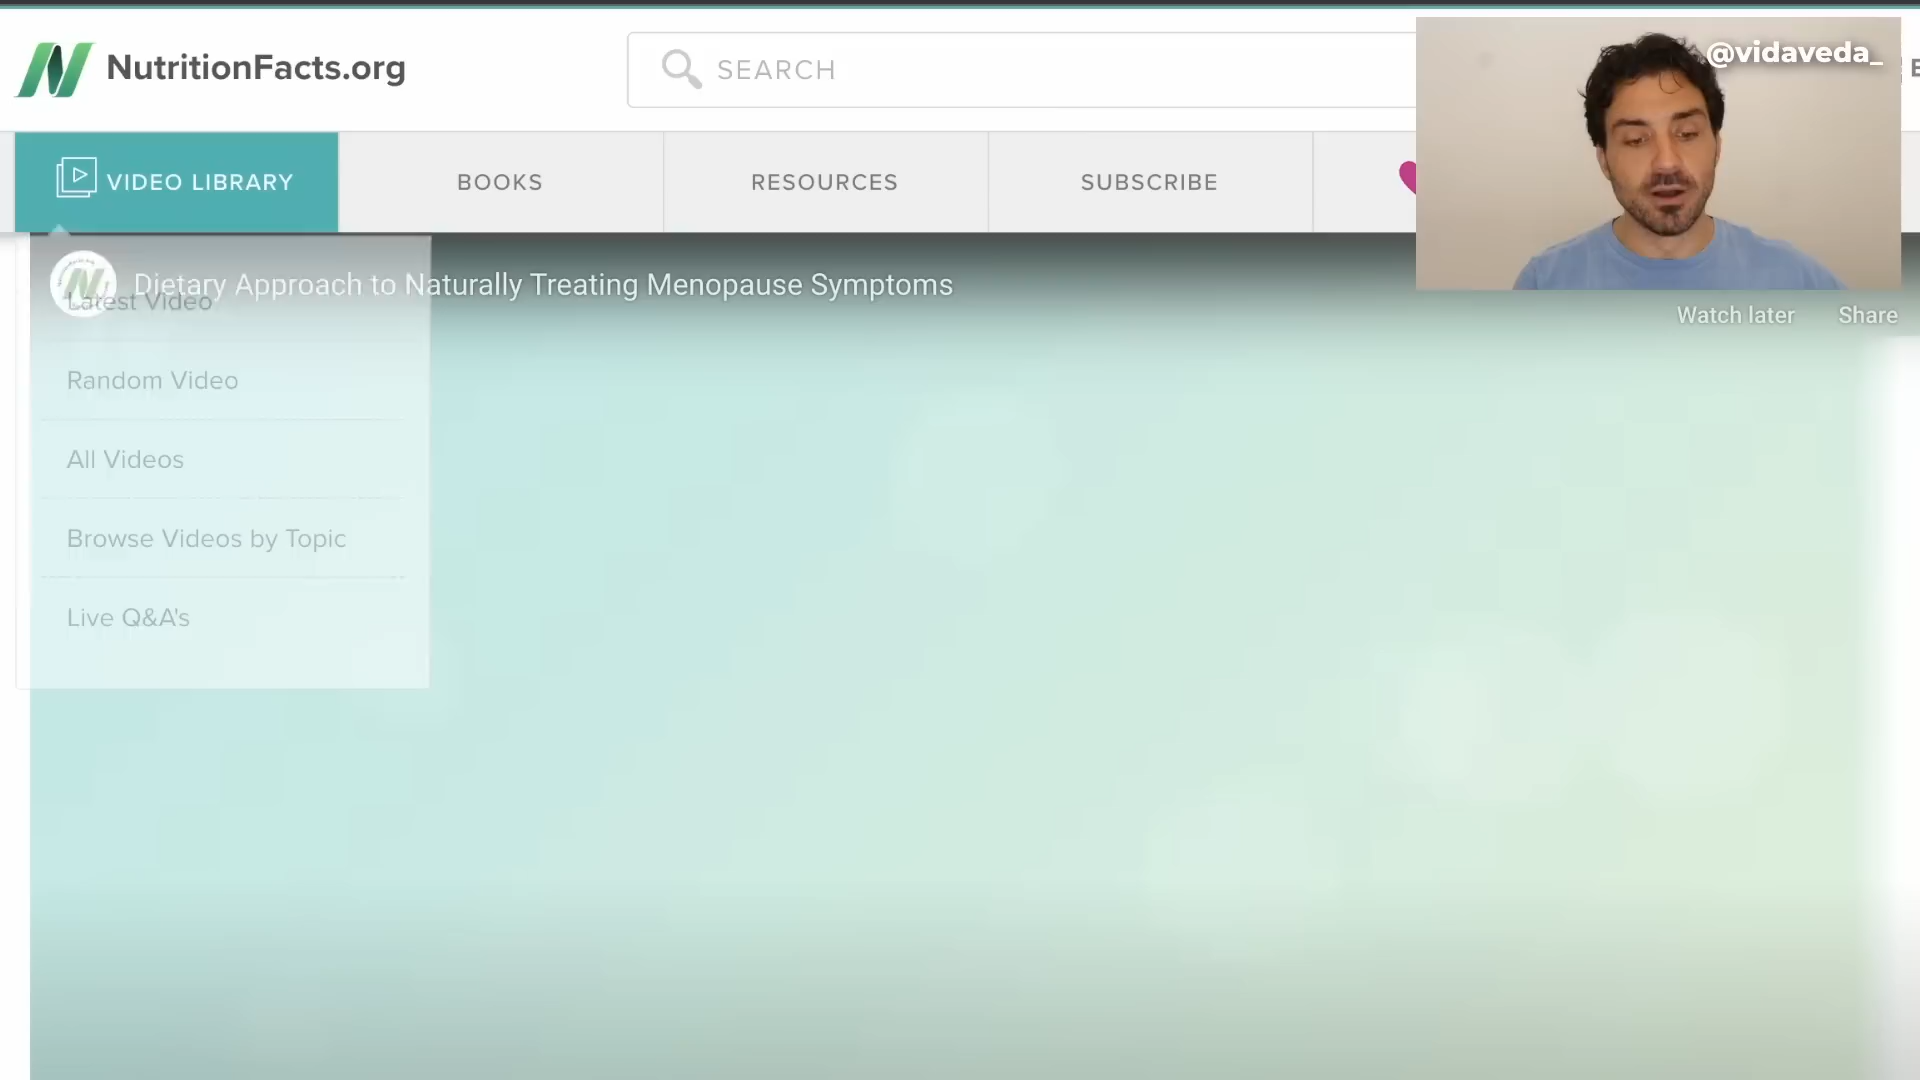 NutritionFacts.org
SEARCH
@vidaveda_
VIDEO LIBRARY
BOOKS
RESOURCES
SUBSCRIBE
Dietary Approach to Naturally Treating Menopause Symptoms
Latest Video
Watch later
Share
Random Video
All Videos
Browse Videos by Topic
Live Q&A's